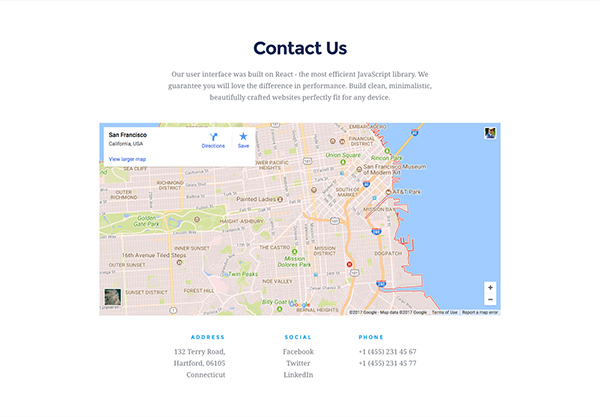 Contact Us
Our user interface was built on React - the most efficient JavaScript library. We
guarantee you will love the difference in performance. Build clean, minimalistic,
beautifully crafted websites perfectly fit for any device.
San Francisco
California, USA
Directions
Save
View larger map
EMBARCADERO
FINANCIAL
DISTRICT
Union Square
Rincon Park
San Francisco Museum
of Modern Art
SOUTH OF
MARKET
AT&T Park
MISSION BAY
PACIFIC
HEIGHTS
SEA CLIFF
OUTER
RICHMOND
RICHMOND
DISTRICT
Painted Ladies
Golden Gate
Park
HAIGHT-ASHBURY
OUTER SUNSET
INNER SUNSET
16th Avenue Tiled Steps
THE CASTRO
Mission
Dolores Park
MISSION
DISTRICT
DOGPATCH
Twin Peaks
NOE VALLEY
SUNSET DISTRICT
FOREST HILL
Billy Goat Hill
BERNAL HEIGHTS
Google
©2017 Google - Map data ©2017 Google
Terms of Use
Report a map error
ADDRESS
132 Terry Road,
Hartford, 06105
Connecticut
SOCIAL
Facebook
Twitter
LinkedIn
PHONE
+1 (455) 231 45 67
+1 (455) 231 45 77